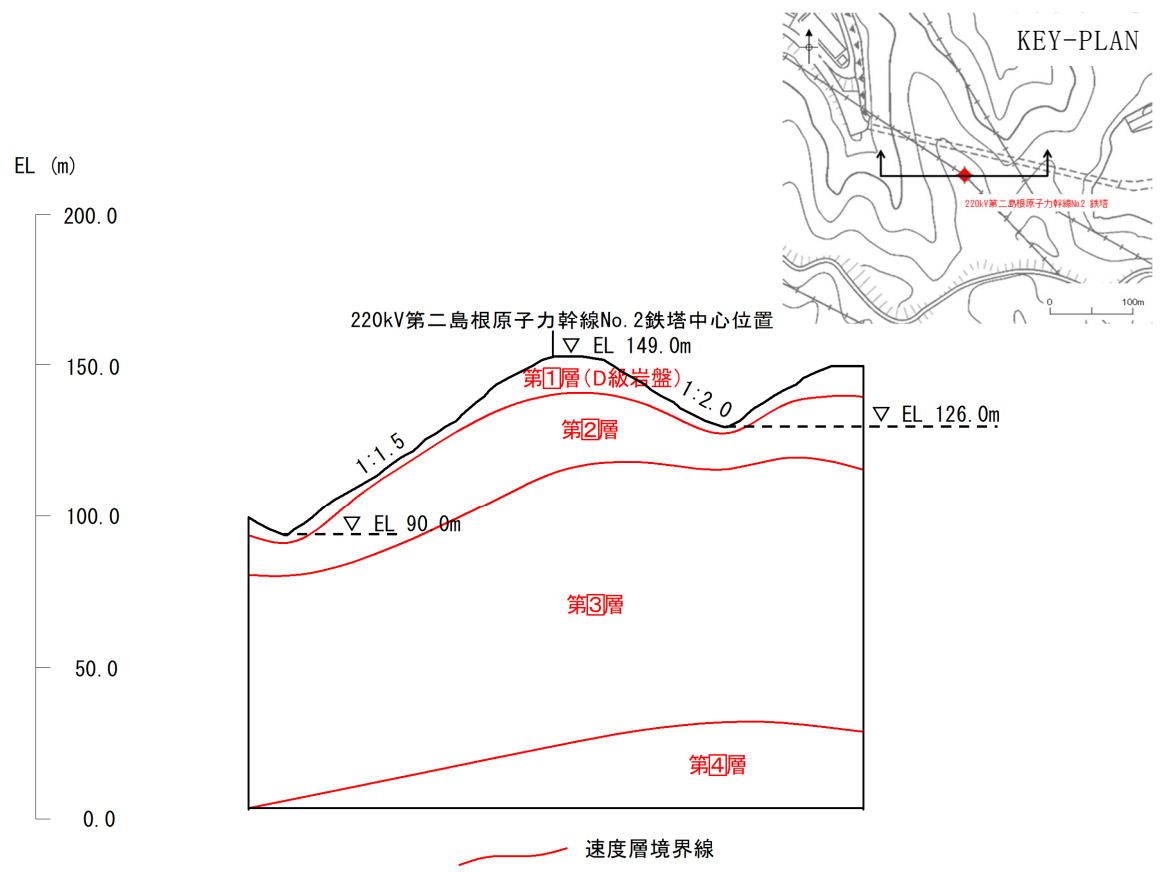 KEY-PLAN
220kV第二島根原子力幹線No.2 鉄塔
0 100m
EL (m)
200.0
150.0
100.0
50.0
0.0
220kV第二島根原子力幹線No.2鉄塔中心位置
▽ EL 149.0m
第1層(D級岩盤)
1:2.0
▽ EL 126.0m
第2層
1:1.5
▽ EL 90.0m
第3層
第4層
速度層境界線